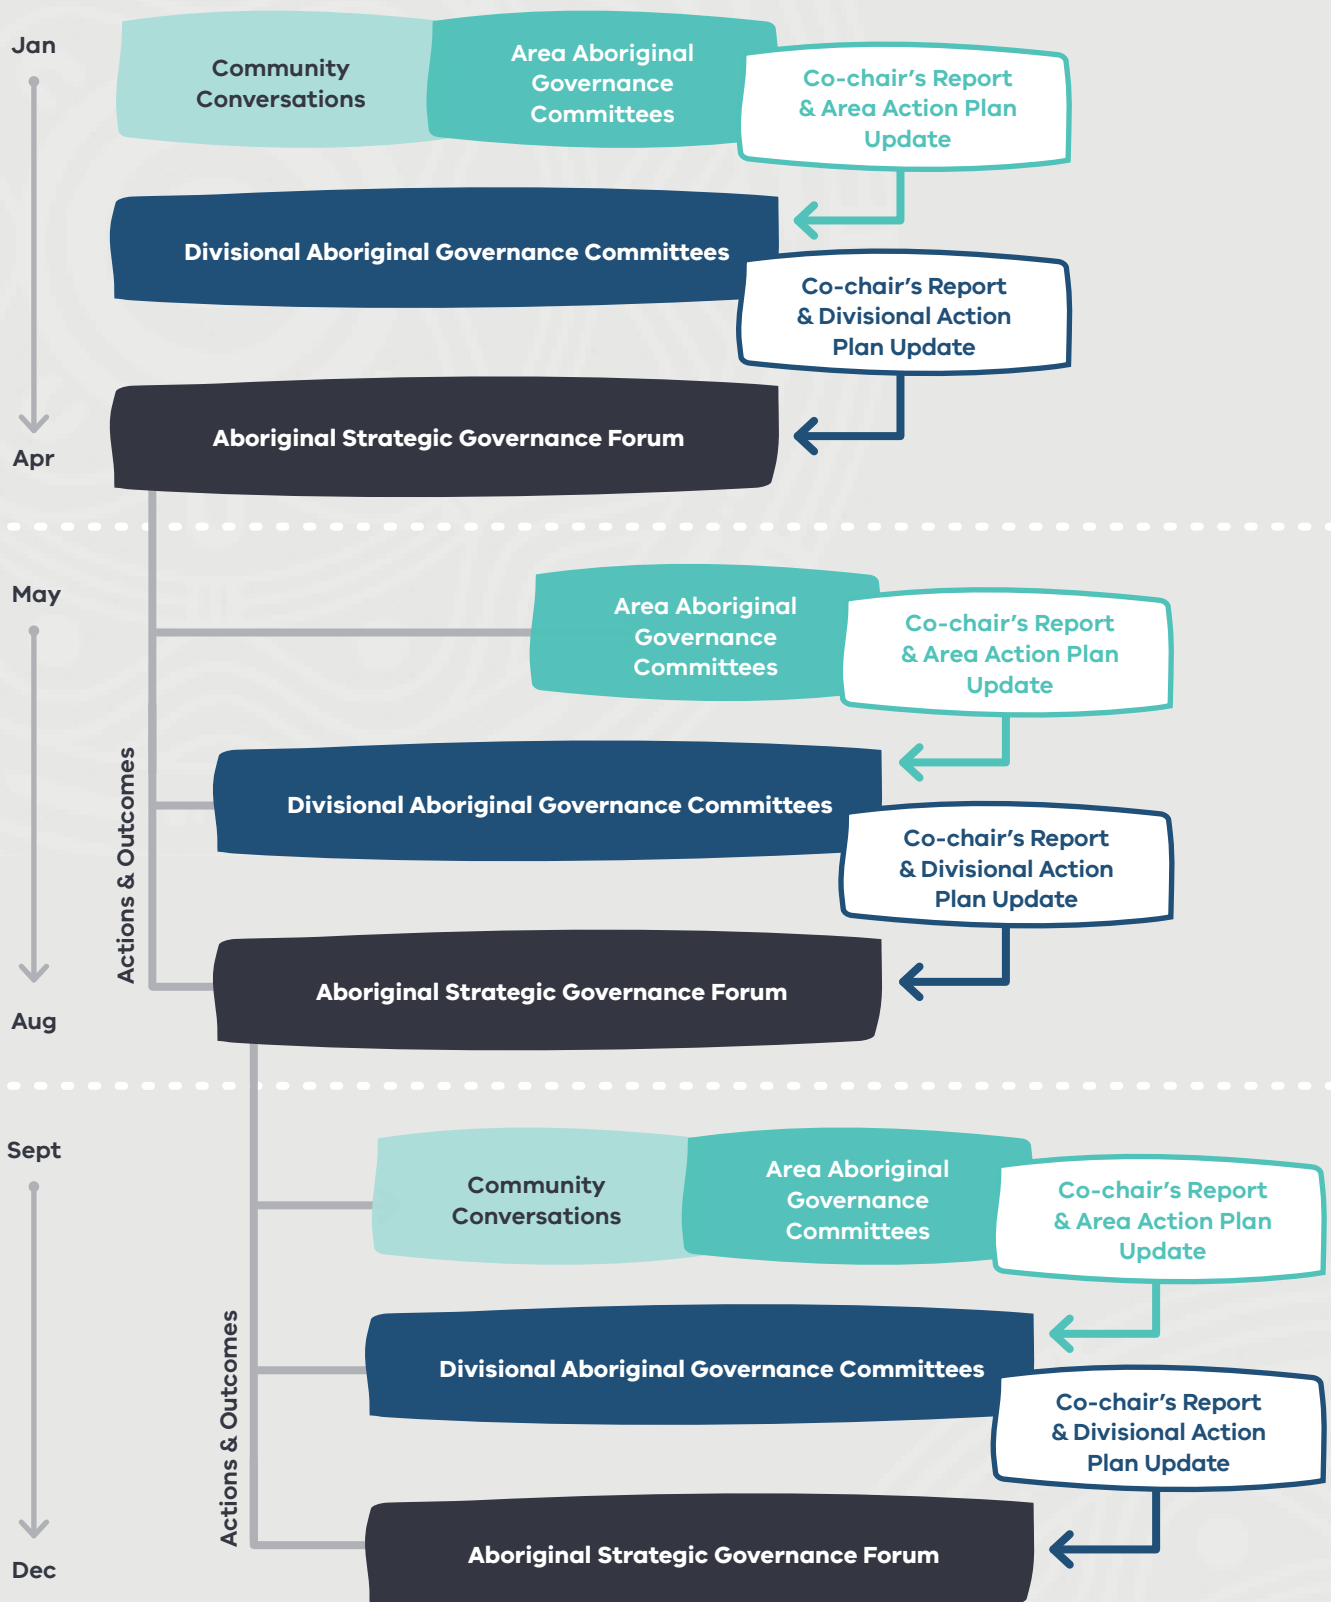 Jan
Community
Conversations
Area Aboriginal
Governance
Committees
Co-chair's Report
& Area Action Plan
Update
Divisional Aboriginal Governance Committees
Co-chair's Report
& Divisional Action
Plan Update
Aboriginal Strategic Governance Forum
Apr
May
Area Aboriginal
Governance
Committees
Co-chair's Report
& Area Action Plan
Update
Actions & Outcomes
Divisional Aboriginal Governance Committees
Co-chair's Report
& Divisional Action
Plan Update
Aboriginal Strategic Governance Forum
Aug
Sept
Community
Conversations
Area Aboriginal
Governance
Committees
Co-chair's Report
& Area Action Plan
Update
Actions & Outcomes
Divisional Aboriginal Governance Committees
Co-chair's Report
& Divisional Action
Plan Update
Aboriginal Strategic Governance Forum
Dec